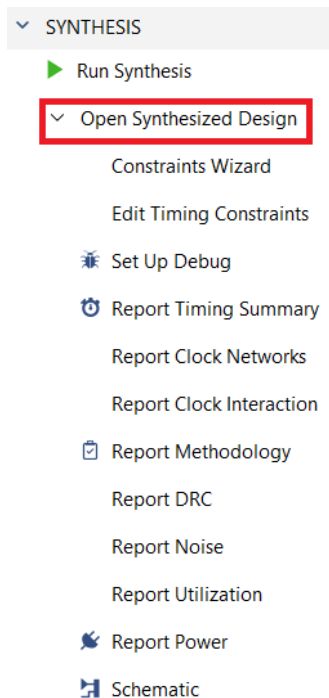 SYNTHESIS
Run Synthesis
Open Synthesized Design
Constraints Wizard
Edit Timing Constraints
Set Up Debug
Report Timing Summary
Report Clock Networks
Report Clock Interaction
Report Methodology
Report DRC
Report Noise
Report Utilization
Report Power
Schematic